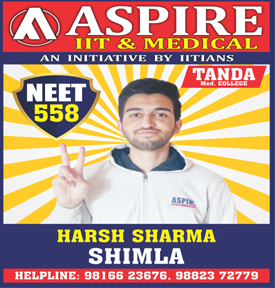 ASPIRE
IIT & MEDICAL
AN INITIATIVE BY IITIANS
TANDA
Med. COLLEGE
NEET
558
ASPIRE
HARSH SHARMA
SHIMLA
HELPLINE: 98166 23676, 98823 72779